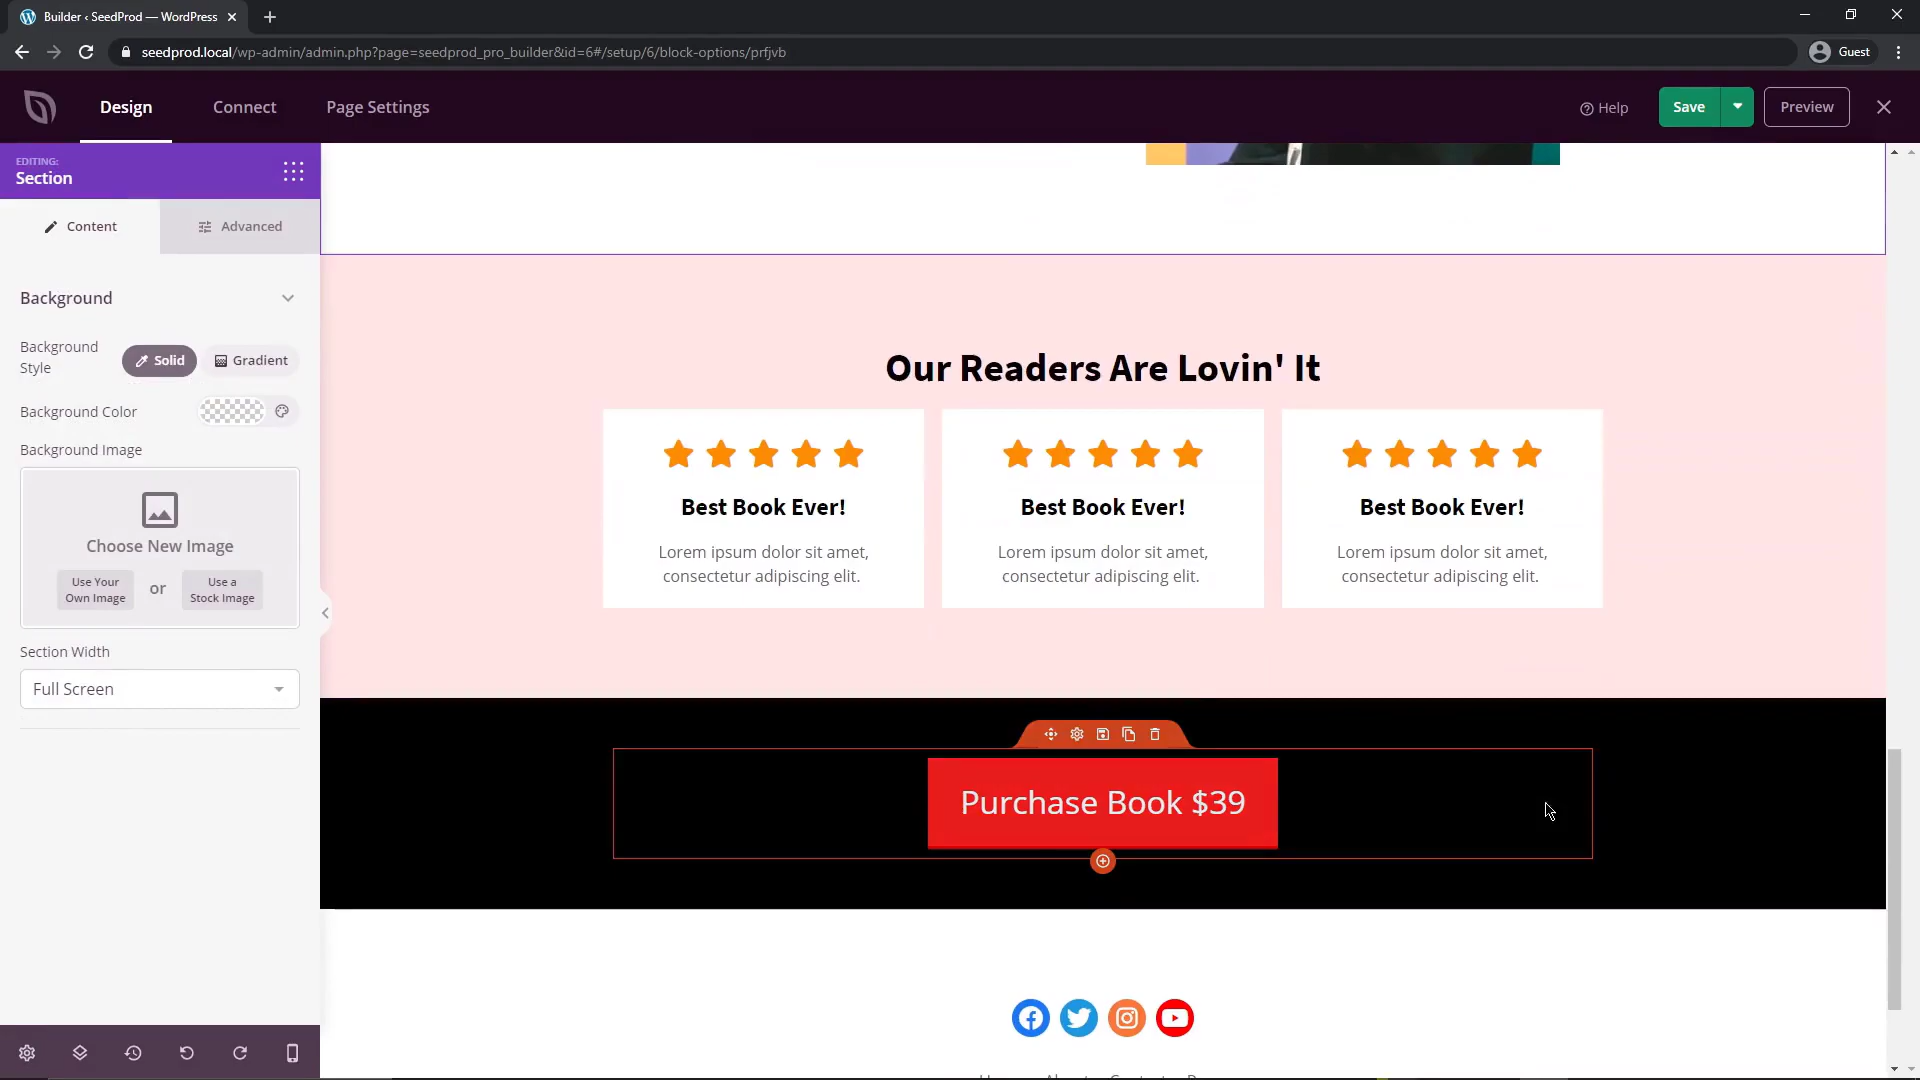 Builder ‹ SeedProd — WordPress
seedprod.local/wp-admin/admin.php?page=seedprod_pro_builder&id=6#/setup/6/block-options/prfjvb
Guest
Design
Connect
Page Settings
Help
Save
Preview
EDITING:
Section
Content
Advanced
Background
Background
Style
Solid
Gradient
Background Color
Background Image
Choose New Image
Use Your
Own Image
or
Use a
Stock Image
Section Width
Full Screen
Our Readers Are Lovin' It
Best Book Ever!
Lorem ipsum dolor sit amet,
consectetur adipiscing elit.
Best Book Ever!
Lorem ipsum dolor sit amet,
consectetur adipiscing elit.
Best Book Ever!
Lorem ipsum dolor sit amet,
consectetur adipiscing elit.
Purchase Book $39